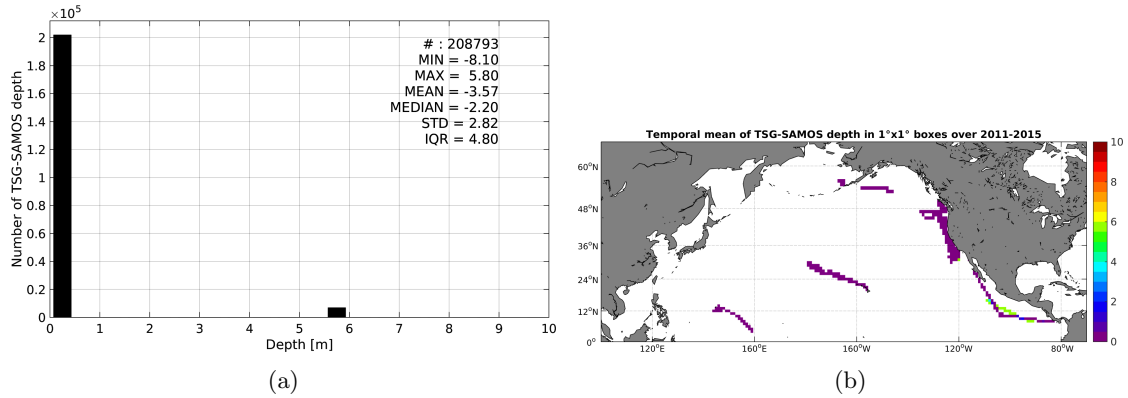 ×10⁵
2
1.8
1.6
1.4
1.2
1
0.8
0.6
0.4
0.2
0
Number of TSG-SAMOS depth
# : 208793
MIN = -8.10
MAX = 5.80
MEAN = -3.57
MEDIAN = -2.20
STD = 2.82
IQR = 4.80
0 1 2 3 4 5 6 7 8 9 10
Depth [m]
(a)
Temporal mean of TSG-SAMOS depth in 1°x1° boxes over 2011-2015
60°N
48°N
36°N
24°N
12°N
0°
120°E 160°E 160°W 120°W 80°W
10
8
6
4
2
0
(b)